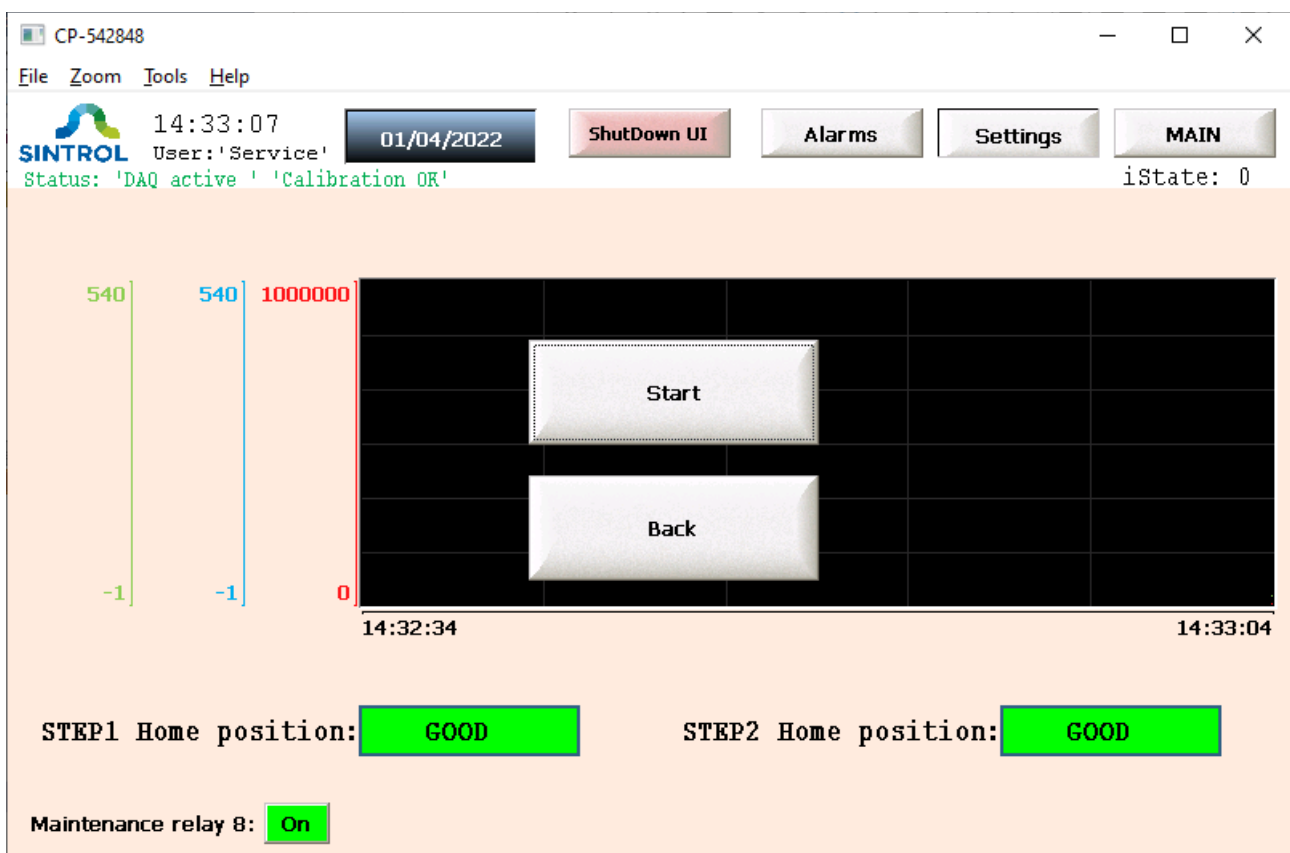 CP-542848
File Zoom Tools Help
SINTROL
14:33:07
User:'Service'
01/04/2022
ShutDown UI
Alarms
Settings
MAIN
Status: 'DAQ active ' 'Calibration OK'
iState: 0
540 540 1000000
Start
Back
-1 -1 0
14:32:34 14:33:04
STEP1 Home position: GOOD
STEP2 Home position: GOOD
Maintenance relay 8: On